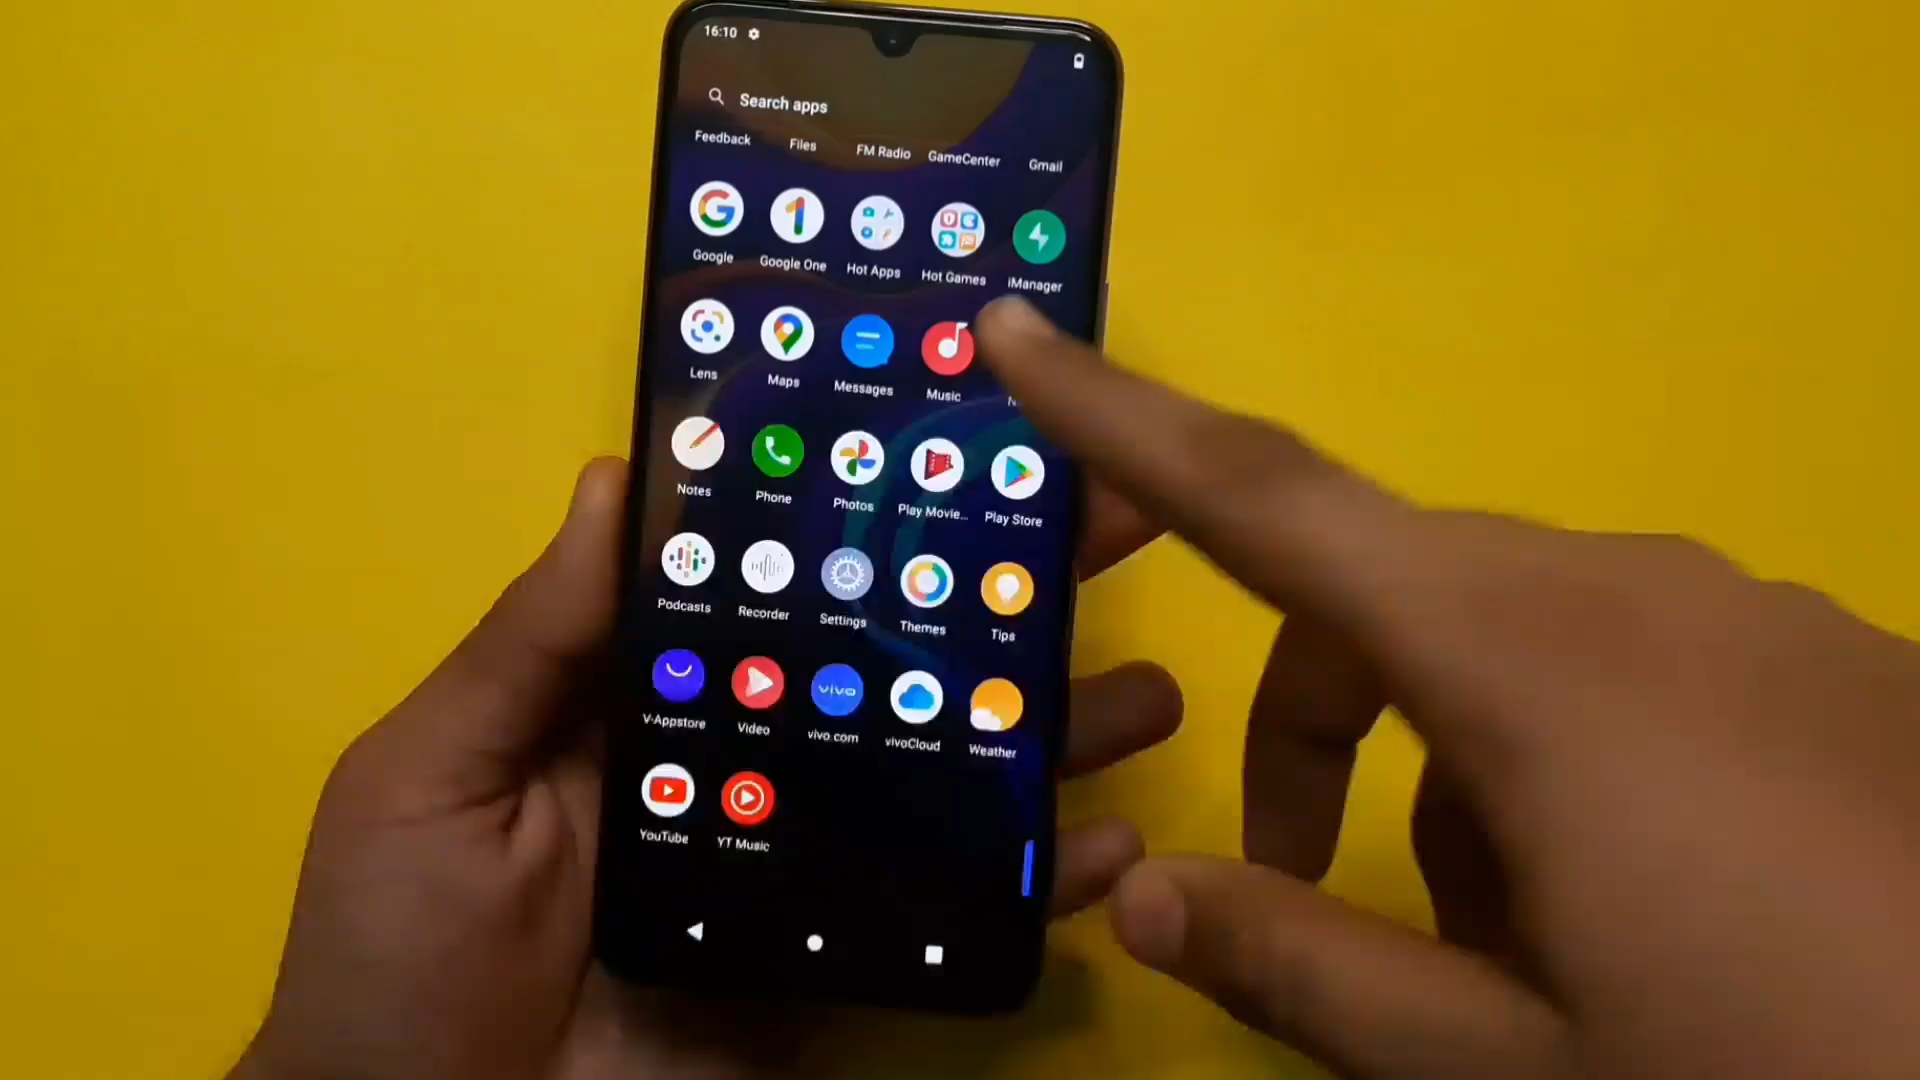 16:10
Search apps
Feedback Files FM Radio GameCenter Gmail
Google Google One Hot Apps Hot Games iManager
Lens Maps Messages Music
Notes Phone Photos Play Movie... Play Store
Podcasts Recorder Settings Themes Tips
vivo
V-Appstore Video vivo.com vivoCloud Weather
YouTube YT Music